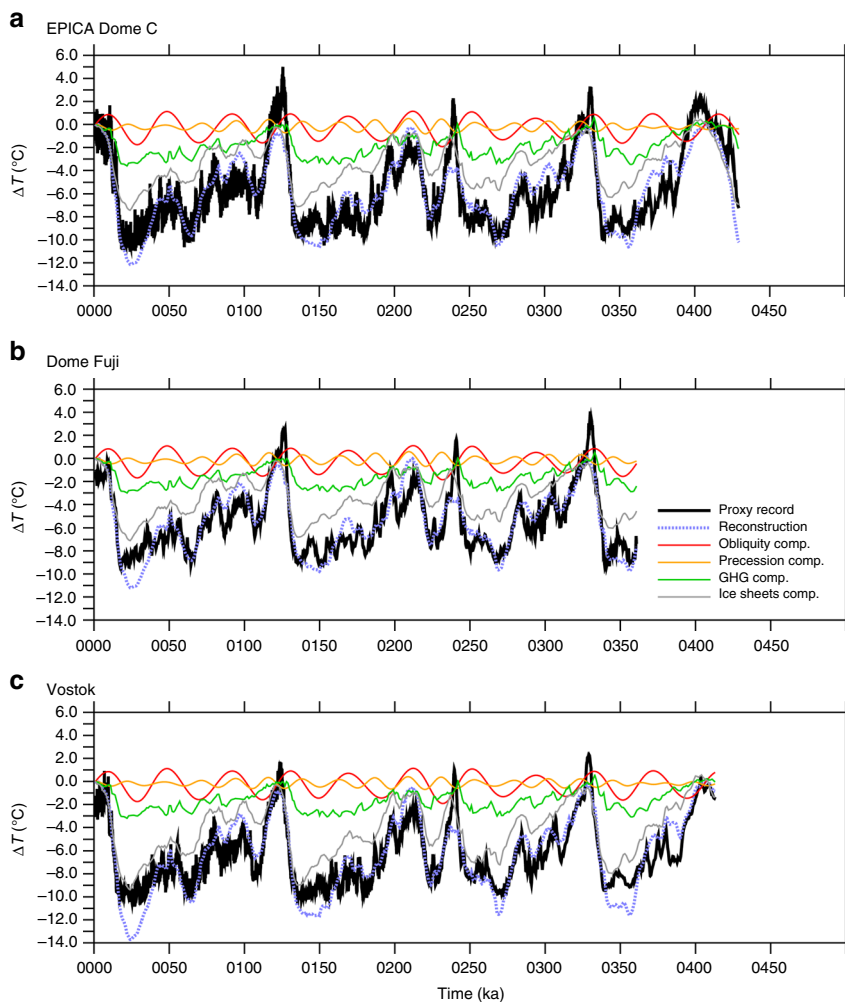 a
EPICA Dome C
6.0
4.0
2.0
0.0
−2.0
−4.0
−6.0
−8.0
−10.0
−12.0
−14.0
ΔT (°C)
0000 0050 0100 0150 0200 0250 0300 0350 0400 0450
b
Dome Fuji
6.0
4.0
2.0
0.0
−2.0
−4.0
−6.0
−8.0
−10.0
−12.0
−14.0
ΔT (°C)
Proxy record
Reconstruction
Obliquity comp.
Precession comp.
GHG comp.
Ice sheets comp.
0000 0050 0100 0150 0200 0250 0300 0350 0400 0450
c
Vostok
6.0
4.0
2.0
0.0
−2.0
−4.0
−6.0
−8.0
−10.0
−12.0
−14.0
ΔT (°C)
0000 0050 0100 0150 0200 0250 0300 0350 0400 0450
Time (ka)